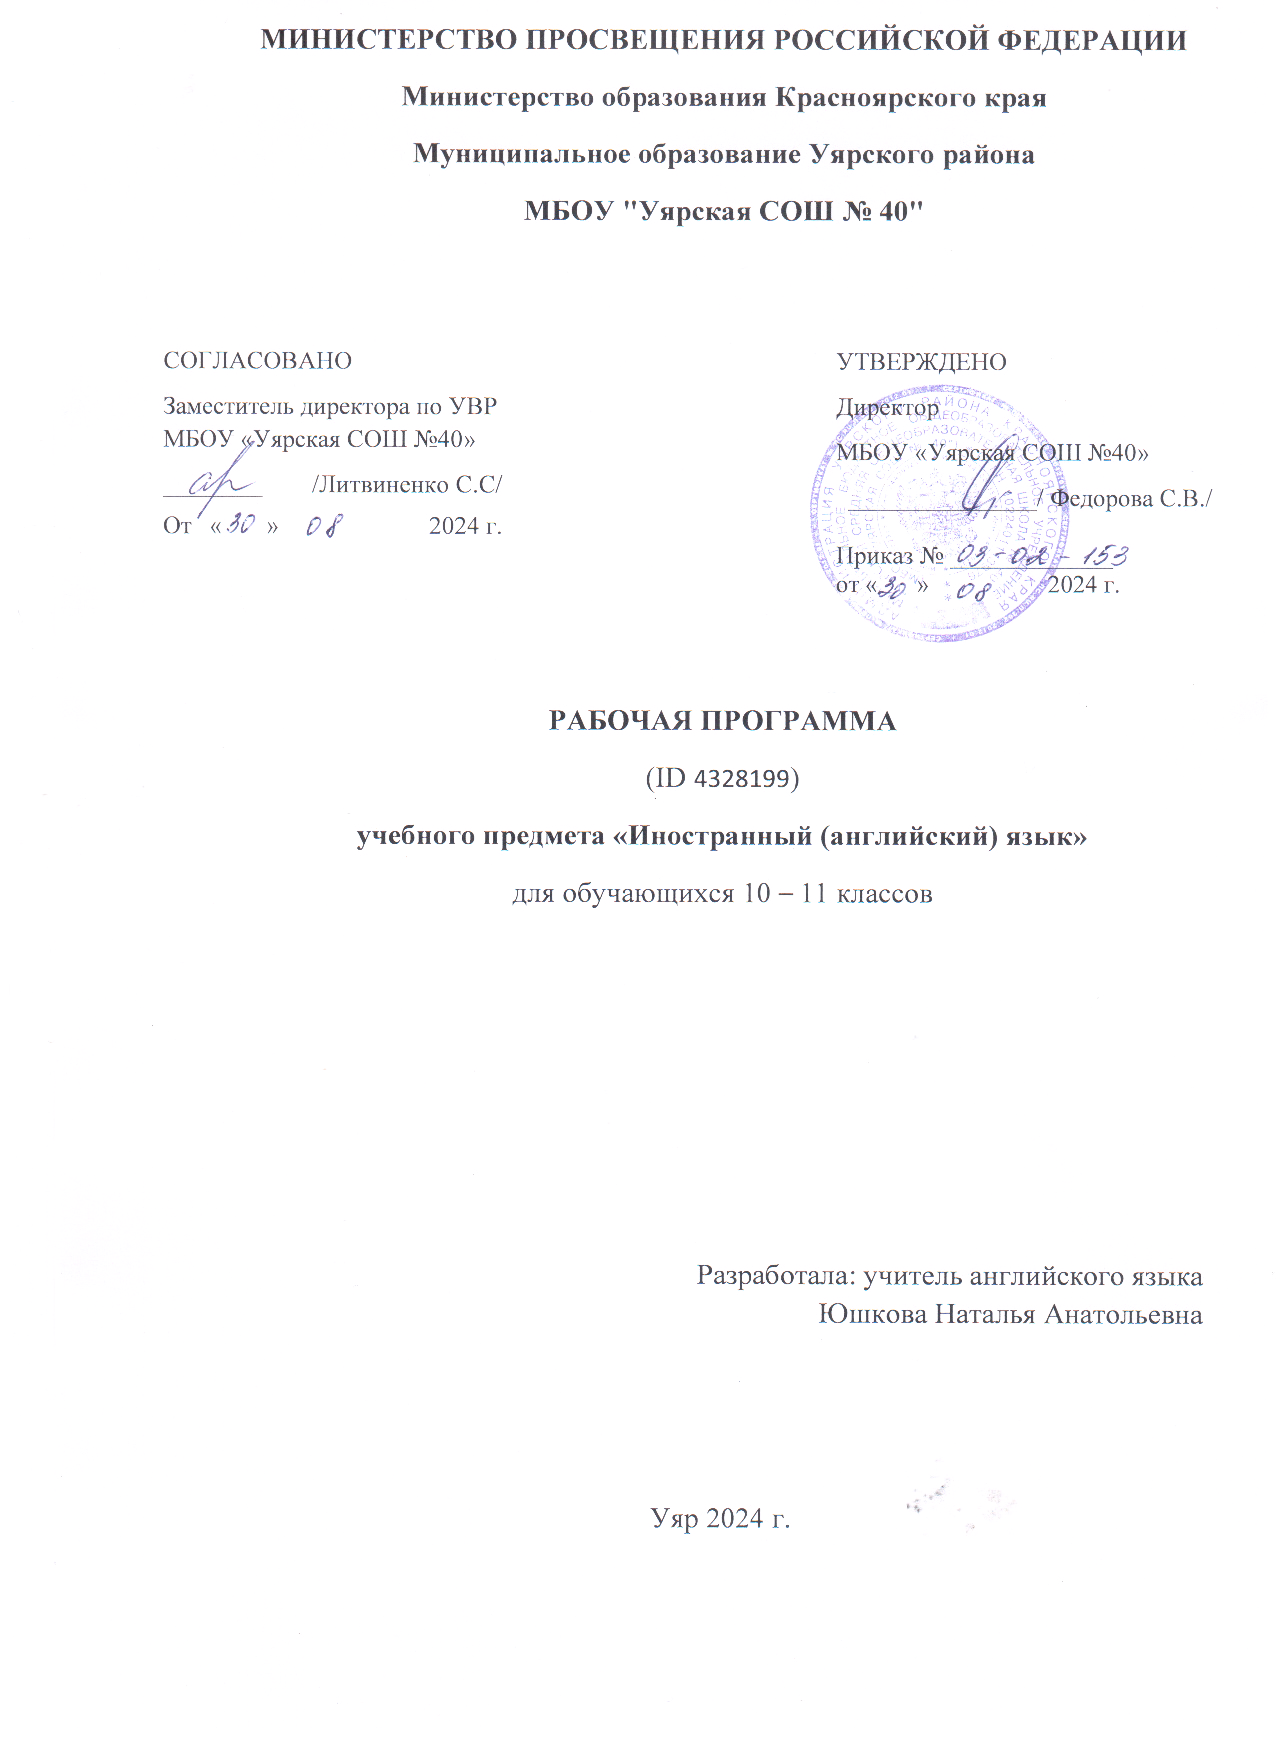 МИНИСТЕРСТВО ПРОСВЕЩЕНИЯ РОССИЙСКОЙ ФЕДЕРАЦИИ
Министерство образования Красноярского края
Муниципальное образование Уярского района
МБОУ "Уярская СОШ № 40"
СОГЛАСОВАНО
Заместитель директора по УВР
МБОУ «Уярская СОШ №40»
/Литвиненко С.С/
От «30» 08 2024 г.
УТВЕРЖДЕНО
Директор
МБОУ «Уярская СОШ №40»
/ Федорова С.В./
Приказ № 03-02-153
от «30» 08 2024 г.
РАБОЧАЯ ПРОГРАММА
(ID 4328199)
учебного предмета «Иностранный (английский) язык»
для обучающихся 10 – 11 классов
Разработала: учитель английского языка
Юшкова Наталья Анатольевна
Уяр 2024 г.